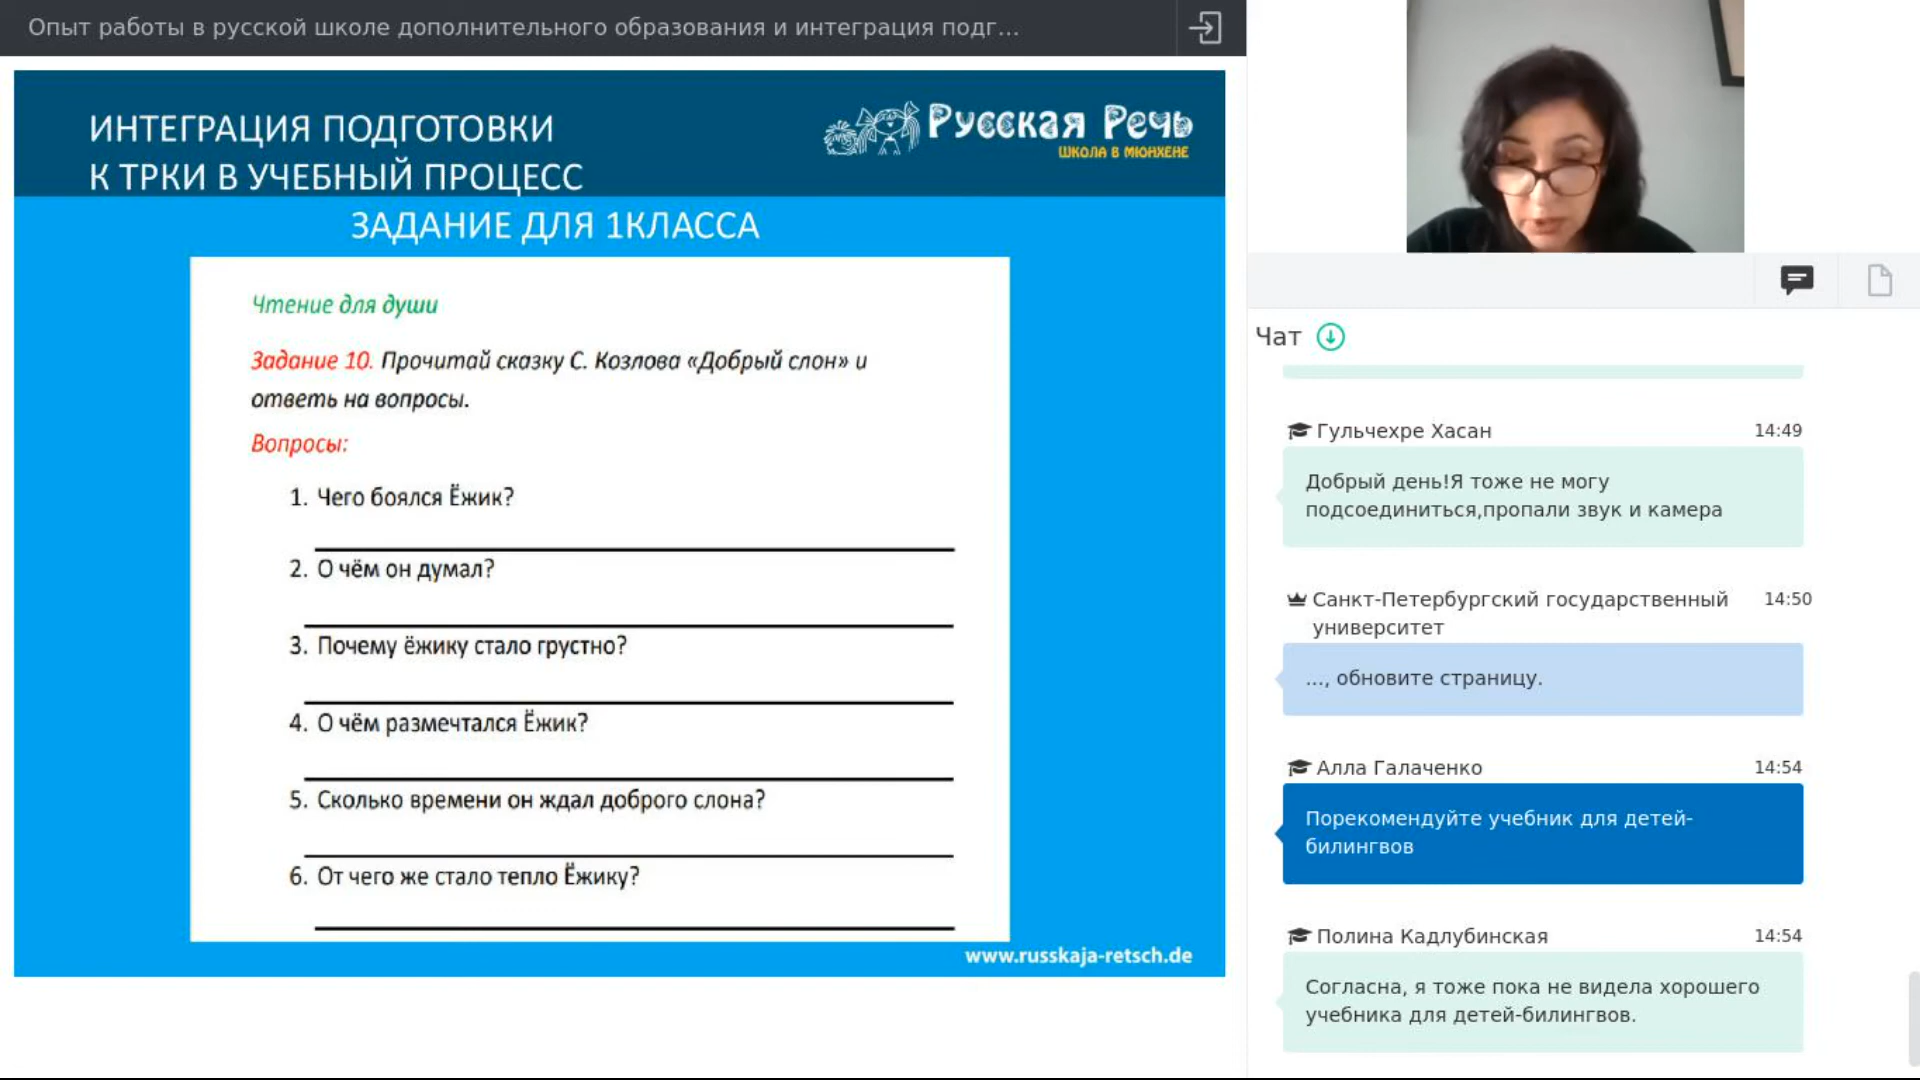 Опыт работы в русской школе дополнительного образования и интеграция подг...
ИНТЕГРАЦИЯ ПОДГОТОВКИ
К ТРКИ В УЧЕБНЫЙ ПРОЦЕСС
Русская Речь
ШКОЛА В МЮНХЕНЕ
ЗАДАНИЕ ДЛЯ 1КЛАССА
Чтение для души
Задание 10. Прочитай сказку С. Козлова «Добрый слон» и
ответь на вопросы.
Вопросы:
1. Чего боялся Ёжик?
2. О чём он думал?
3. Почему ёжику стало грустно?
4. О чём размечтался Ёжик?
5. Сколько времени он ждал доброго слона?
6. От чего же стало тепло Ёжику?
www.russkaja-retsch.de
Чат
Гульчехре Хасан 14:49
Добрый день!Я тоже не могу
подсоединиться,пропали звук и камера
Санкт-Петербургский государственный 14:50
университет
..., обновите страницу.
Алла Галаченко 14:54
Порекомендуйте учебник для детей-
билингвов
Полина Кадлубинская 14:54
Согласна, я тоже пока не видела хорошего
учебника для детей-билингвов.